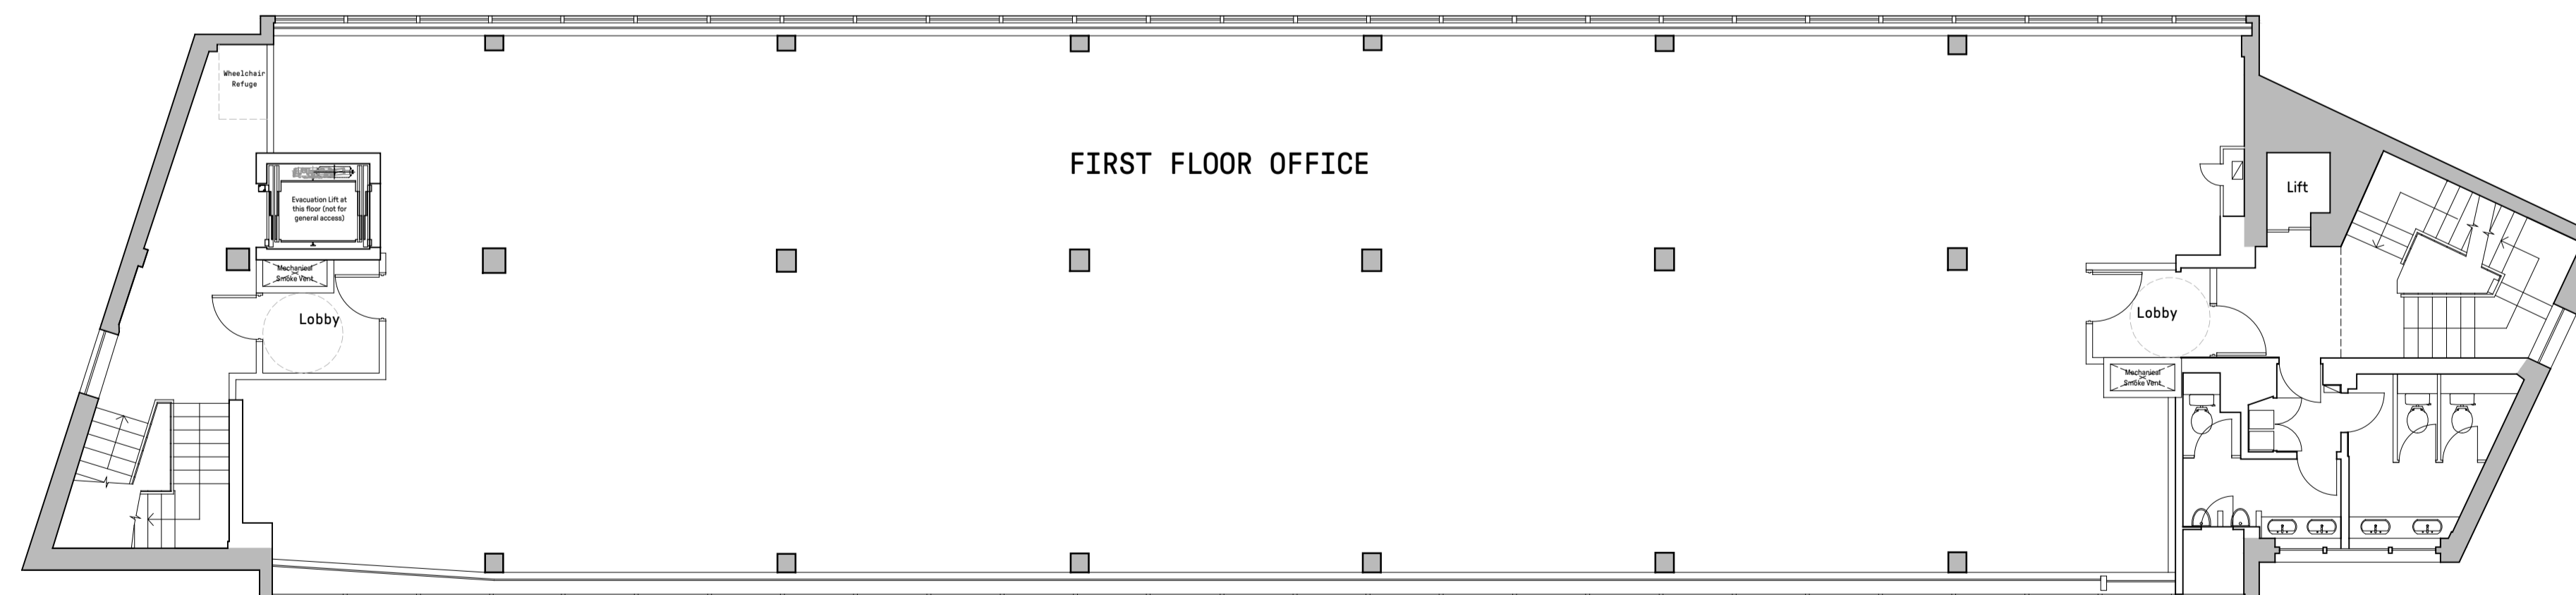 Wheelchair
Refuge
FIRST FLOOR OFFICE
Evacuation Lift at
this floor (not for
general access)
Lift
Mechanical
Smoke Vent
Lobby
Lobby
Mechanical
Smoke Vent